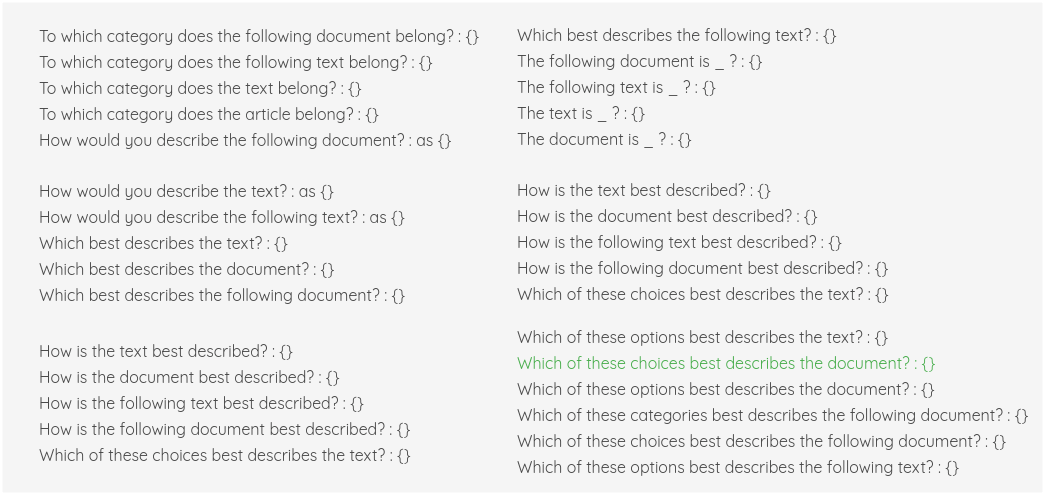 To which category does the following document belong? : {}
To which category does the following text belong? : {}
To which category does the text belong? : {}
To which category does the article belong? : {}
How would you describe the following document? : as {}
How would you describe the text? : as {}
How would you describe the following text? : as {}
Which best describes the text? : {}
Which best describes the document? : {}
Which best describes the following document? : {}
How is the text best described? : {}
How is the document best described? : {}
How is the following text best described? : {}
How is the following document best described? : {}
Which of these choices best describes the text? : {}
Which best describes the following text? : {}
The following document is _ ? : {}
The following text is _ ? : {}
The text is _ ? : {}
The document is _ ? : {}
How is the text best described? : {}
How is the document best described? : {}
How is the following text best described? : {}
How is the following document best described? : {}
Which of these choices best describes the text? : {}
Which of these options best describes the text? : {}
Which of these choices best describes the document? : {}
Which of these options best describes the document? : {}
Which of these categories best describes the following document? : {}
Which of these choices best describes the following document? : {}
Which of these options best describes the following text? : {}